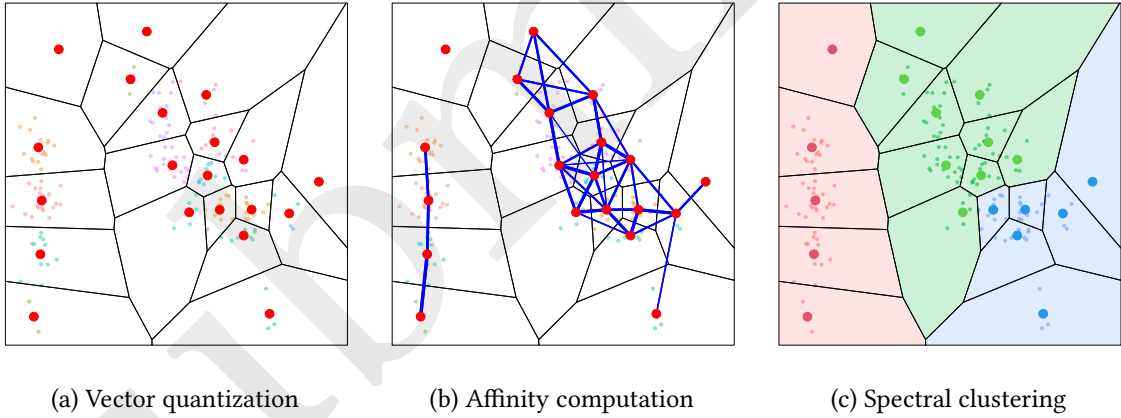 (a) Vector quantization
(b) Affinity computation
(c) Spectral clustering